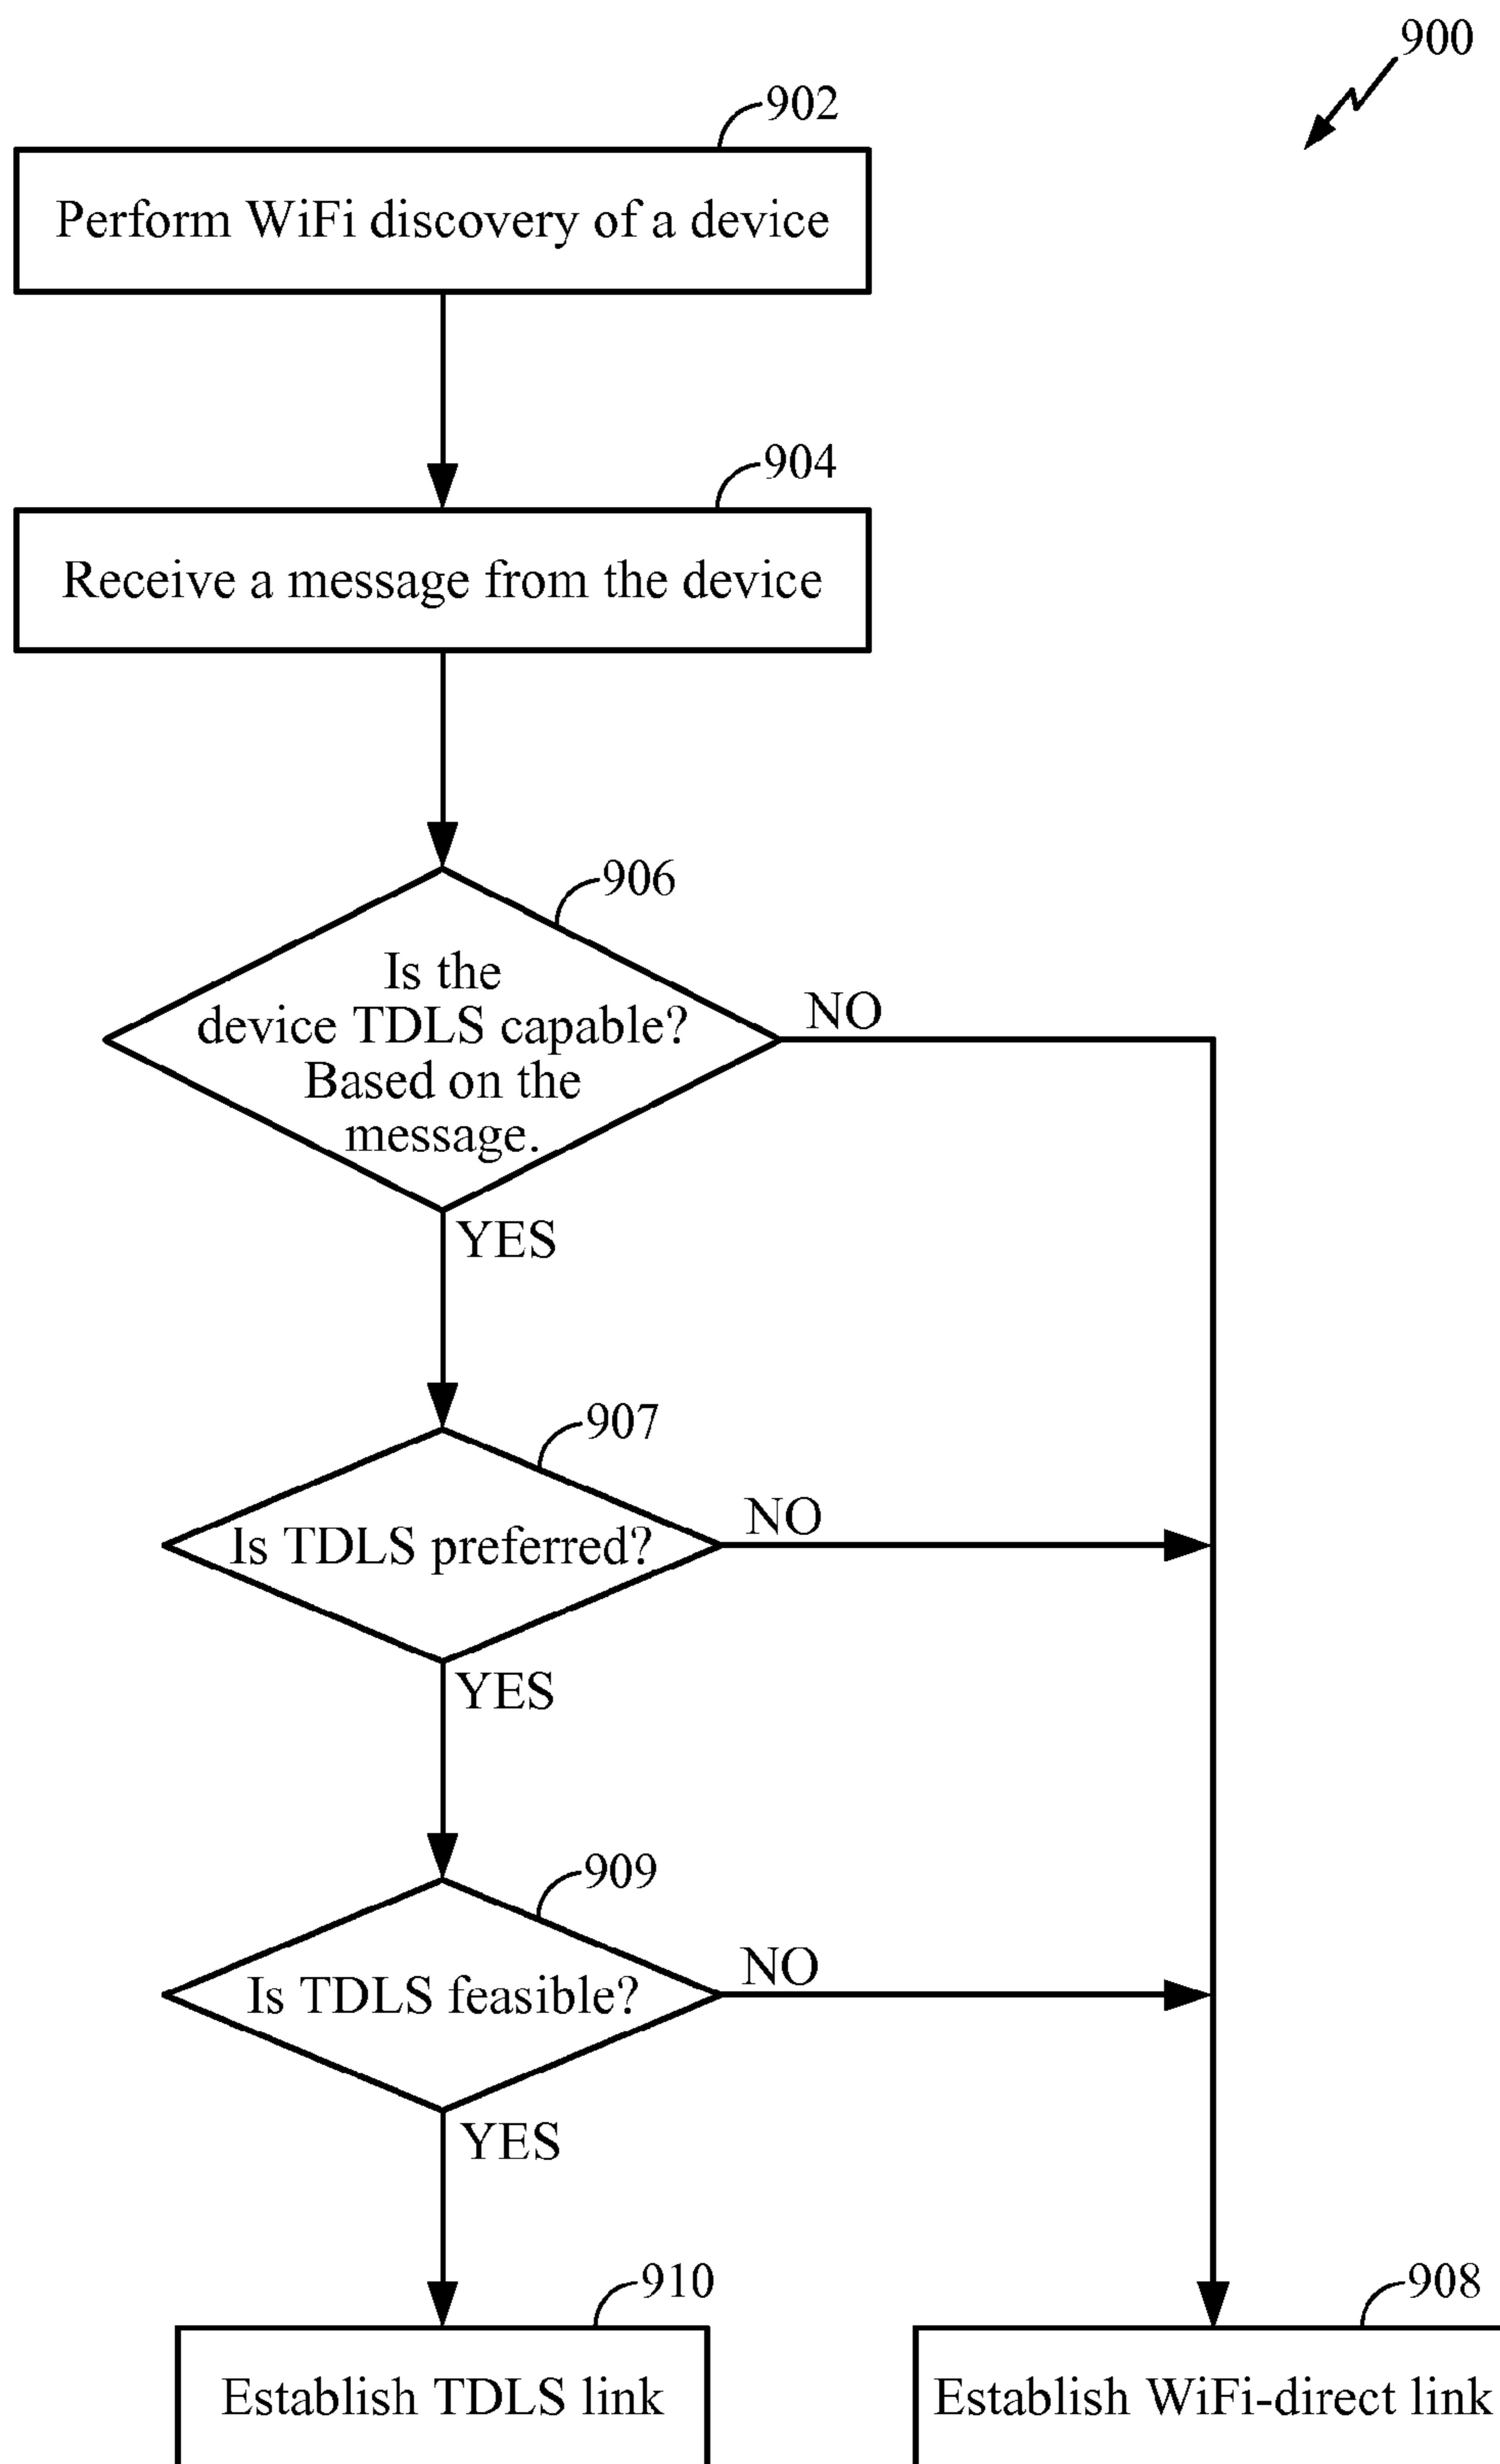 900
902
Perform WiFi discovery of a device
904
Receive a message from the device
906
Is the
device TDLS capable?
Based on the
message.
NO
YES
907
Is TDLS preferred?
NO
YES
909
Is TDLS feasible?
NO
YES
910
Establish TDLS link
908
Establish WiFi-direct link